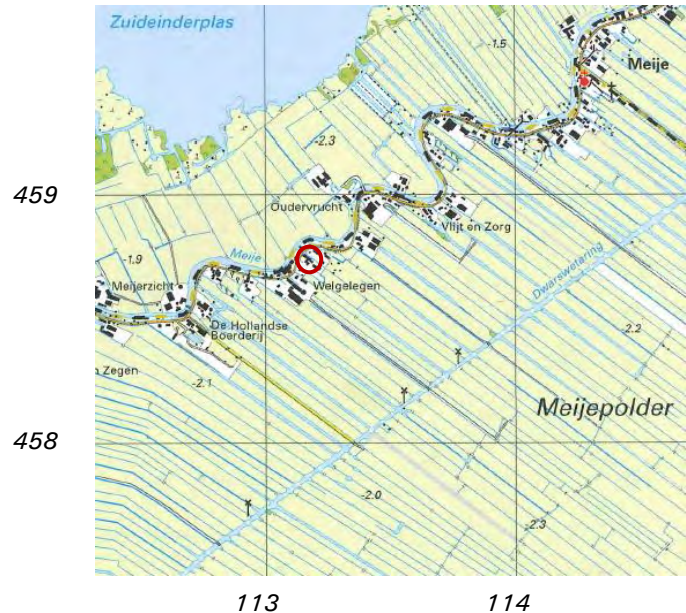 Zuideinderplas
-1.5
Meije
-2.3
459
Oudervrucht
Vlijt en Zorg
Meije
-1.9
Dwarswetering
Meijerzicht
Welgelegen
De Hollandse
Boerderij
-2.2
n Zegen
-2.1
Meijepolder
458
-2.0
-2.3
113
114